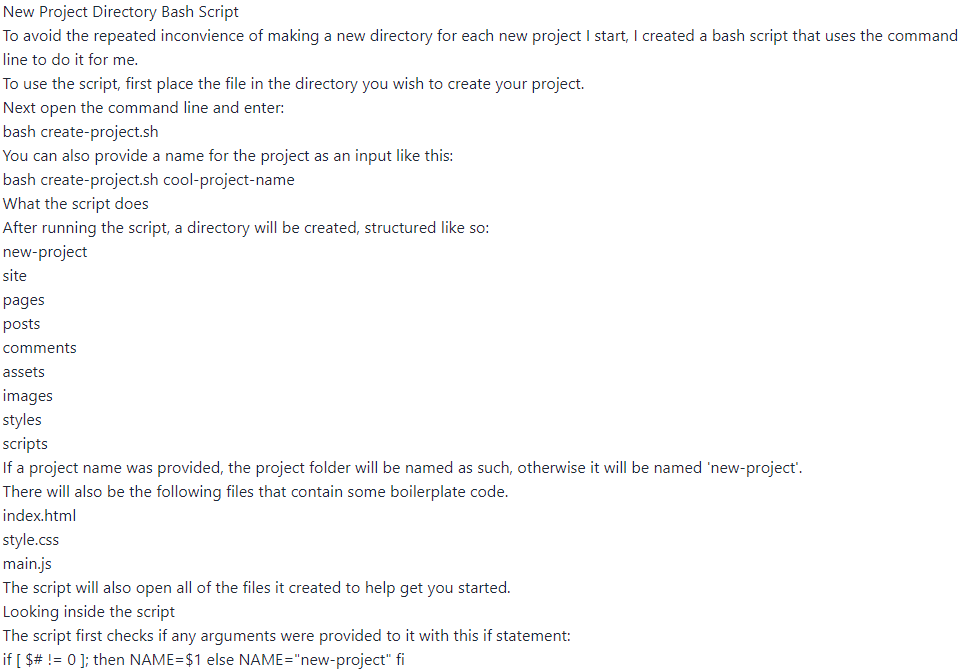 New Project Directory Bash Script
To avoid the repeated inconvience of making a new directory for each new project I start, I created a bash script that uses the command
line to do it for me.
To use the script, first place the file in the directory you wish to create your project.
Next open the command line and enter:
bash create-project.sh
You can also provide a name for the project as an input like this:
bash create-project.sh cool-project-name
What the script does
After running the script, a directory will be created, structured like so:
new-project
site
pages
posts
comments
assets
images
styles
scripts
If a project name was provided, the project folder will be named as such, otherwise it will be named 'new-project'.
There will also be the following files that contain some boilerplate code.
index.html
style.css
main.js
The script will also open all of the files it created to help get you started.
Looking inside the script
The script first checks if any arguments were provided to it with this if statement:
if [ $# != 0 ]; then NAME=$1 else NAME="new-project" fi